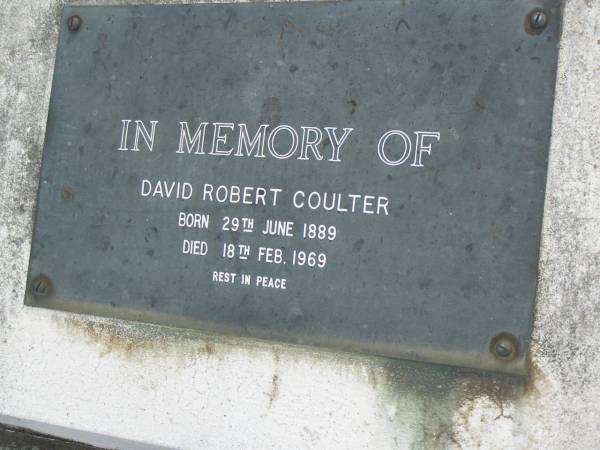 IN MEMORY OF
DAVID ROBERT COULTER
BORN 29TH JUNE 1889
DIED 18TH FEB. 1969
REST IN PEACE